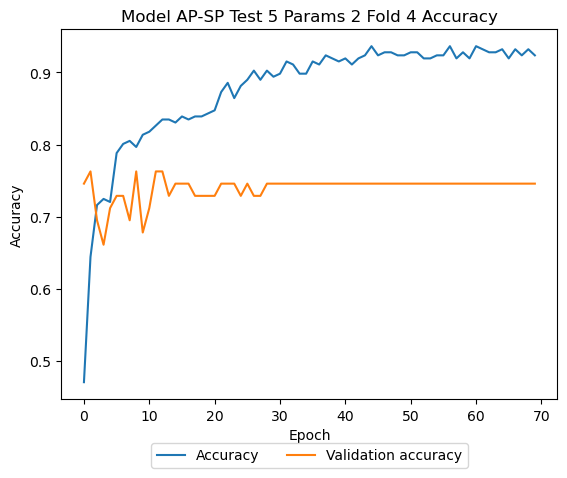 Model AP-SP Test 5 Params 2 Fold 4 Accuracy
Accuracy
0.9
0.8
0.7
0.6
0.5
0 10 20 30 40 50 60 70
Epoch
Accuracy Validation accuracy